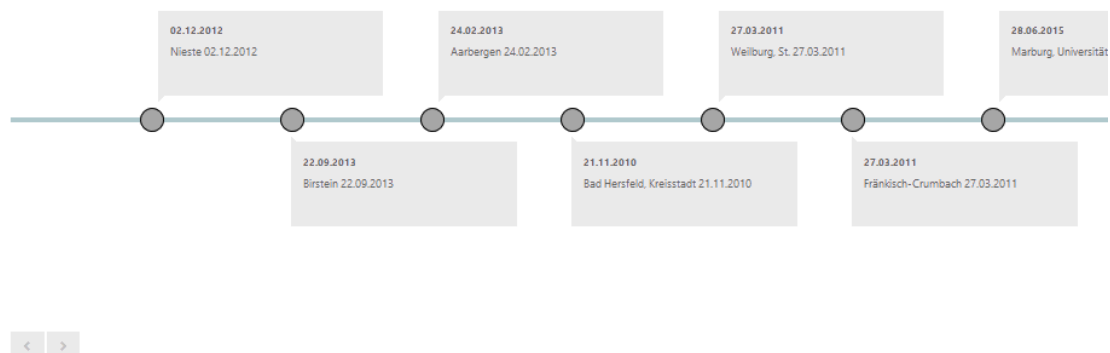 02.12.2012
Nieste 02.12.2012
24.02.2013
Aarbergen 24.02.2013
27.03.2011
Weilburg, St. 27.03.2011
28.06.2015
Marburg, Universität
22.09.2013
Birstein 22.09.2013
21.11.2010
Bad Hersfeld, Kreisstadt 21.11.2010
27.03.2011
Fränkisch-Crumbach 27.03.2011